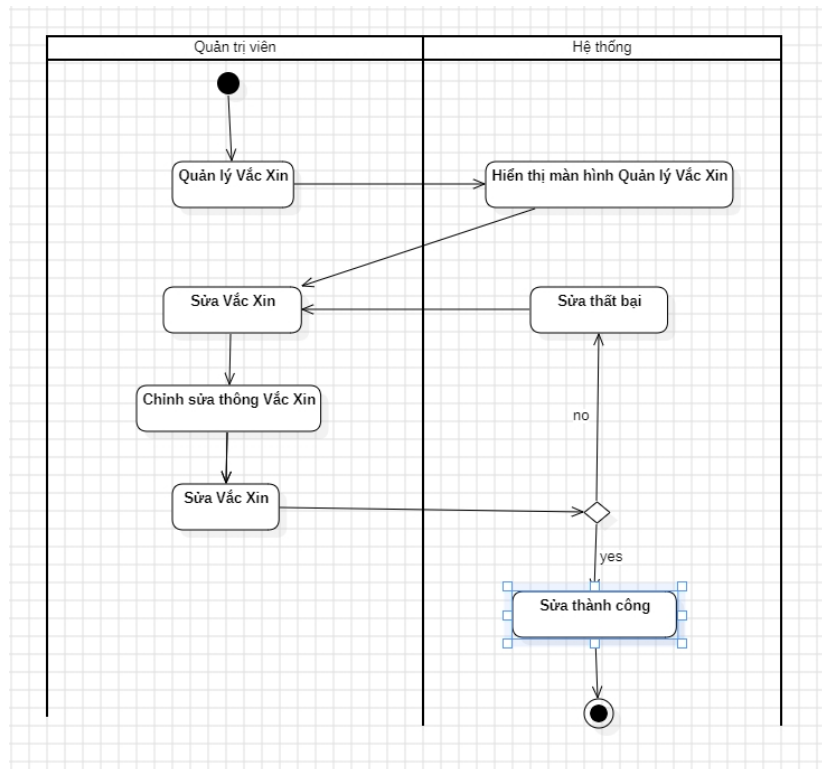 Quản trị viên
Hệ thống
Quản lý Vắc Xin
Hiển thị màn hình Quản lý Vắc Xin
Sửa Vắc Xin
Sửa thất bại
Chỉnh sửa thông Vắc Xin
no
Sửa Vắc Xin
yes
Sửa thành công